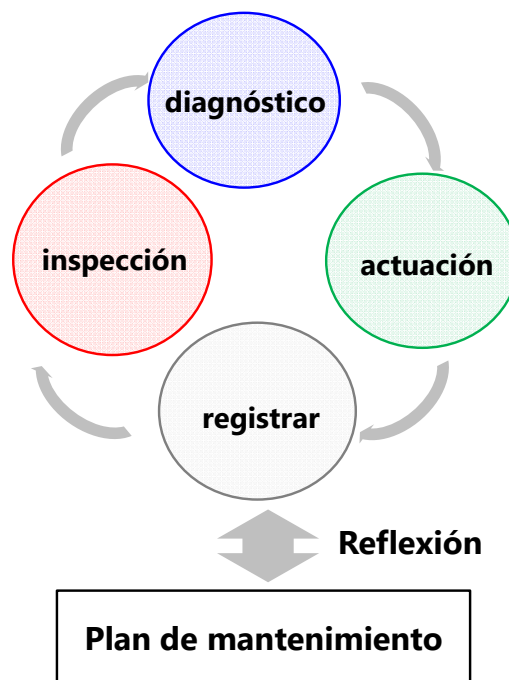 diagnóstico
inspección
actuación
registrar
Reflexión
Plan de mantenimiento